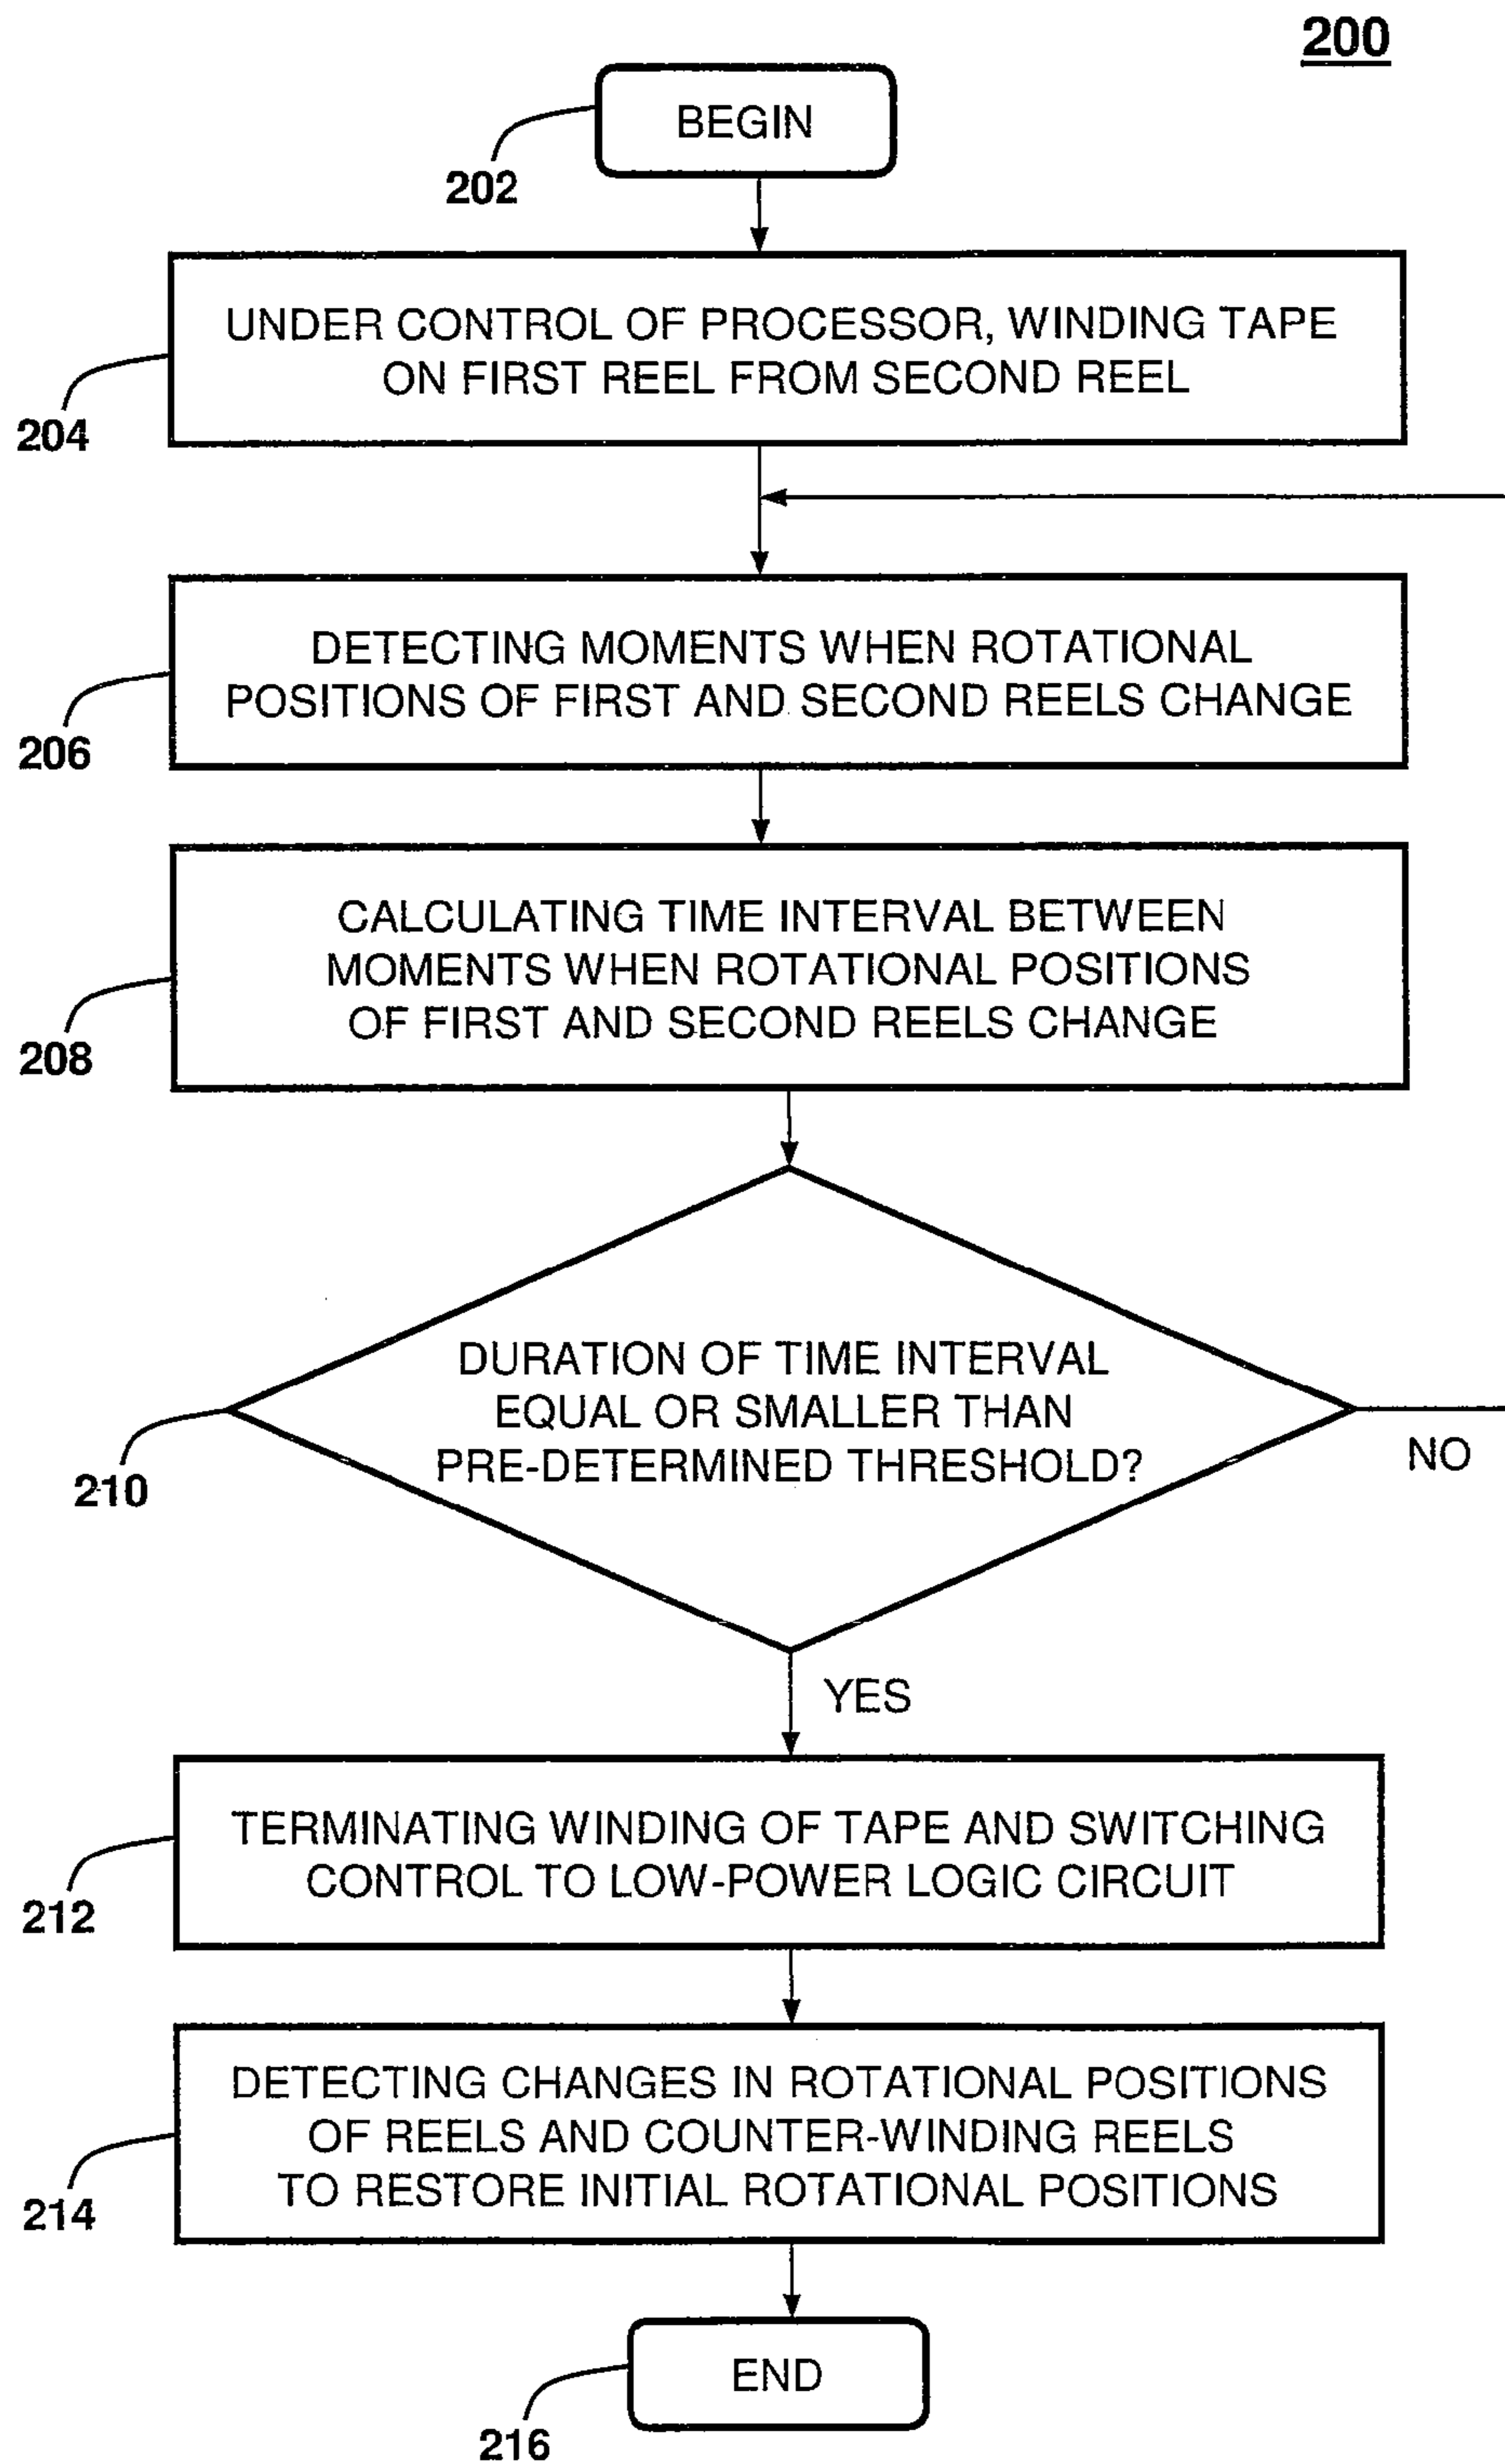 200
BEGIN
202
UNDER CONTROL OF PROCESSOR, WINDING TAPE
ON FIRST REEL FROM SECOND REEL
204
DETECTING MOMENTS WHEN ROTATIONAL
POSITIONS OF FIRST AND SECOND REELS CHANGE
206
CALCULATING TIME INTERVAL BETWEEN
MOMENTS WHEN ROTATIONAL POSITIONS
OF FIRST AND SECOND REELS CHANGE
208
DURATION OF TIME INTERVAL
EQUAL OR SMALLER THAN
PRE-DETERMINED THRESHOLD?
NO
210
YES
TERMINATING WINDING OF TAPE AND SWITCHING
CONTROL TO LOW-POWER LOGIC CIRCUIT
212
DETECTING CHANGES IN ROTATIONAL POSITIONS
OF REELS AND COUNTER-WINDING REELS
TO RESTORE INITIAL ROTATIONAL POSITIONS
214
END
216